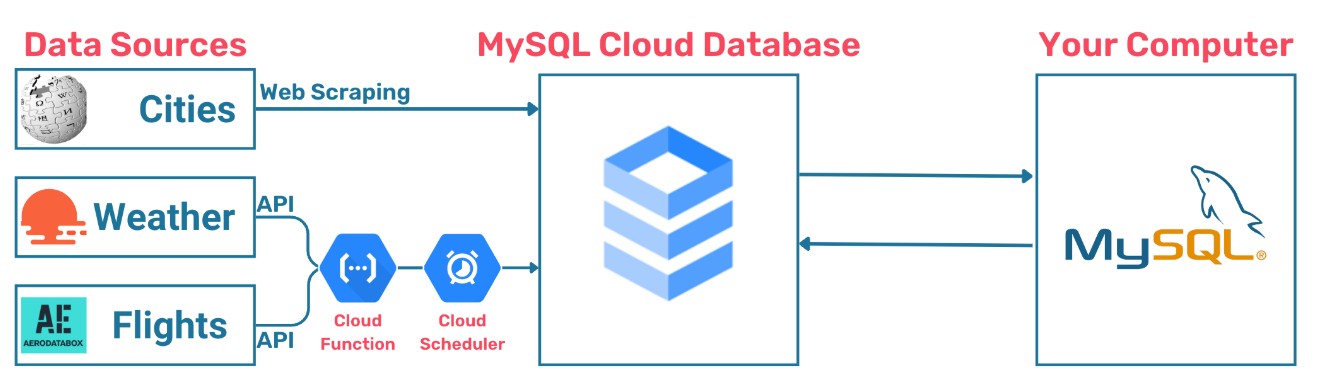 Data Sources
MySQL Cloud Database
Your Computer
Cities
Web Scraping
Weather
API
AE
AERODATABOX
Flights
API
Cloud
Function
Cloud
Scheduler
MySQL®